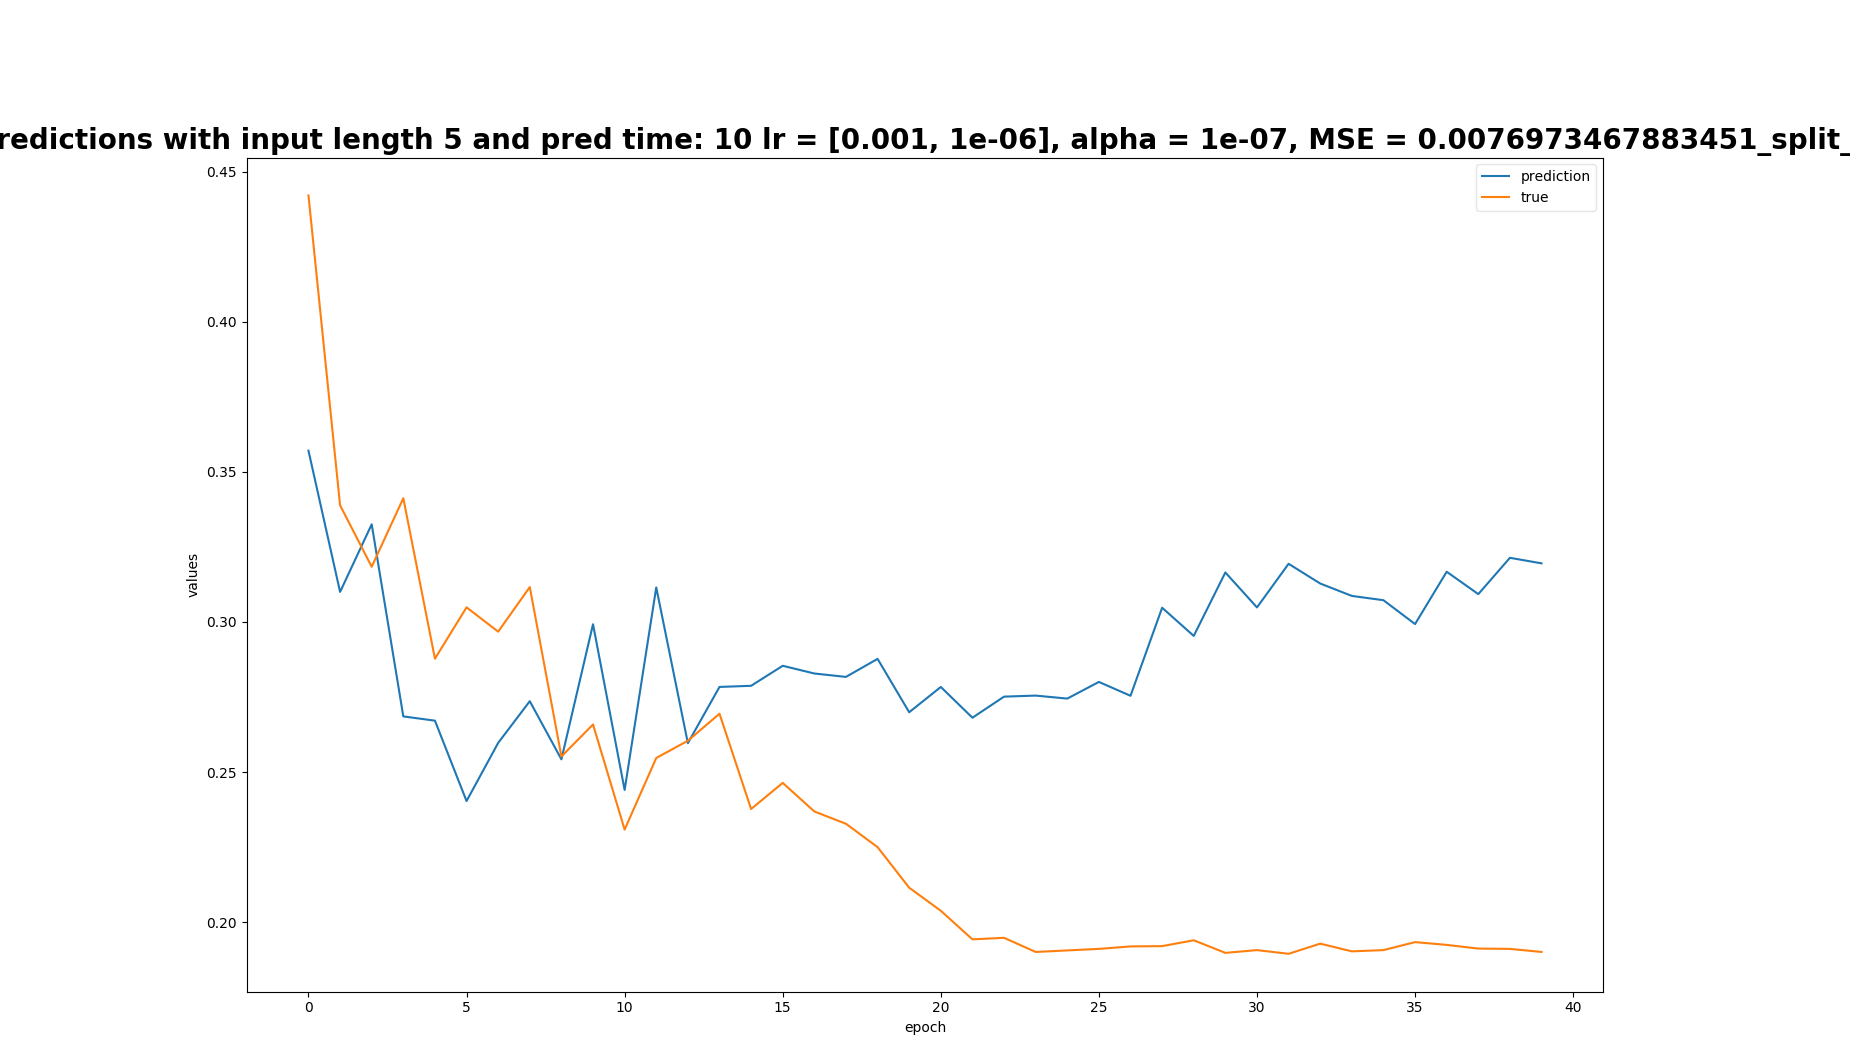 redictions with input length 5 and pred time: 10 lr = [0.001, 1e-06], alpha = 1e-07, MSE = 0.0076973467883451_split_
prediction
true
0.45
0.40
0.35
0.30
0.25
0.20
values
0 5 10 15 20 25 30 35 40
epoch